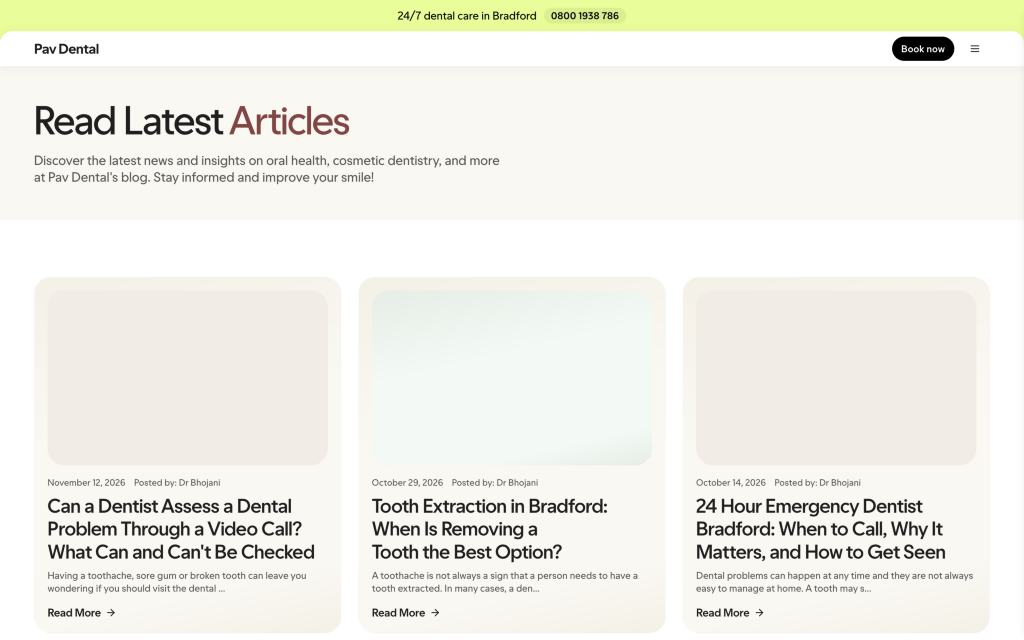 24/7 dental care in Bradford 0800 1938 786
Pav Dental
Book now
Read Latest Articles
Discover the latest news and insights on oral health, cosmetic dentistry, and more
at Pav Dental's blog. Stay informed and improve your smile!
November 12, 2026 Posted by: Dr Bhojani
Can a Dentist Assess a Dental
Problem Through a Video Call?
What Can and Can't Be Checked
Having a toothache, sore gum or broken tooth can leave you
wondering if you should visit the dental ...
Read More
October 29, 2026 Posted by: Dr Bhojani
Tooth Extraction in Bradford:
When Is Removing a
Tooth the Best Option?
A toothache is not always a sign that a person needs to have a
tooth extracted. In many cases, a den...
Read More
October 14, 2026 Posted by: Dr Bhojani
24 Hour Emergency Dentist
Bradford: When to Call, Why It
Matters, and How to Get Seen
Dental problems can happen at any time and they are not always
easy to manage at home. A tooth may s...
Read More